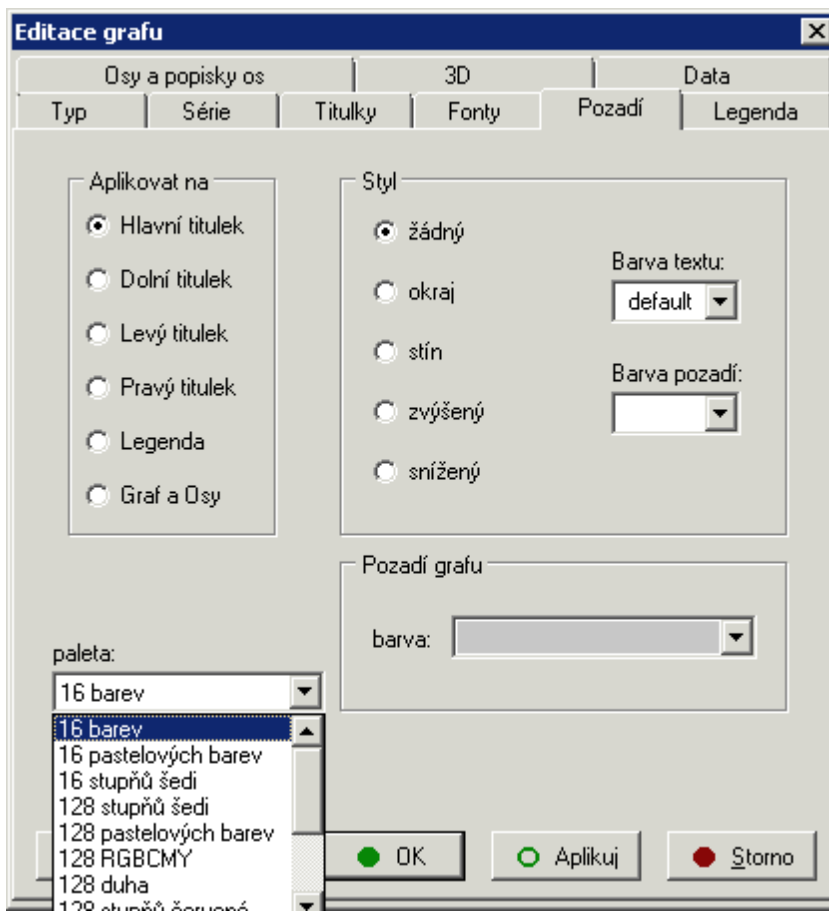 Editace grafu
Osy a popisky os 3D Data
Typ Série Titulky Fonty Pozadí Legenda
Aplikovat na
Hlavní titulek
Dolní titulek
Levý titulek
Pravý titulek
Legenda
Graf a Osy
Styl
žádný
okraj
stín
zvýšený
snížený
Barva textu:
default
Barva pozadí:
Pozadí grafu
barva:
paleta:
16 barev
16 barev
16 pastelových barev
16 stupňů šedi
128 stupňů šedi
128 pastelových barev
128 RGBCMY
128 duha
128 stupňů červené
OK Aplikuj Storno